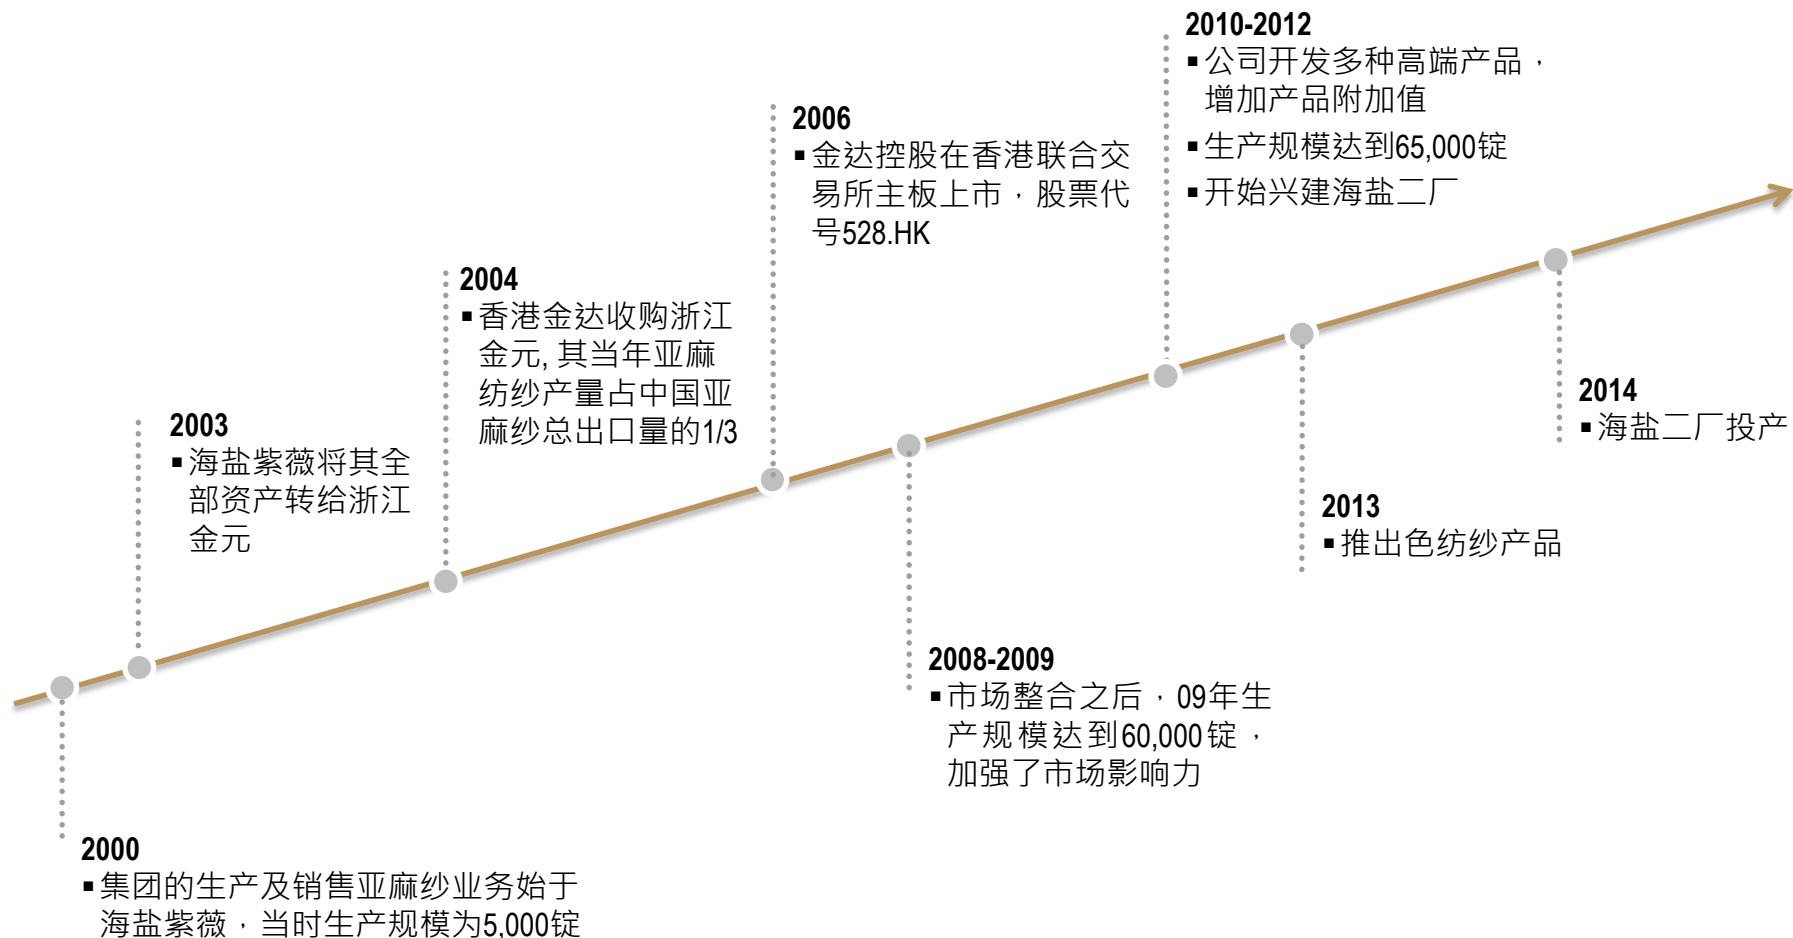 2010-2012
▪公司开发多种高端产品，
增加产品附加值
▪生产规模达到65,000锭
▪开始兴建海盐二厂
2006
▪金达控股在香港联合交
易所主板上市，股票代
号528.HK
2004
▪香港金达收购浙江
金元, 其当年亚麻
纺纱产量占中国亚
麻纱总出口量的1/3
2003
▪海盐紫薇将其全
部资产转给浙江
金元
2014
▪海盐二厂投产
2013
▪推出色纺纱产品
2008-2009
▪市场整合之后，09年生
产规模达到60,000锭，
加强了市场影响力
2000
▪集团的生产及销售亚麻纱业务始于
海盐紫薇，当时生产规模为5,000锭